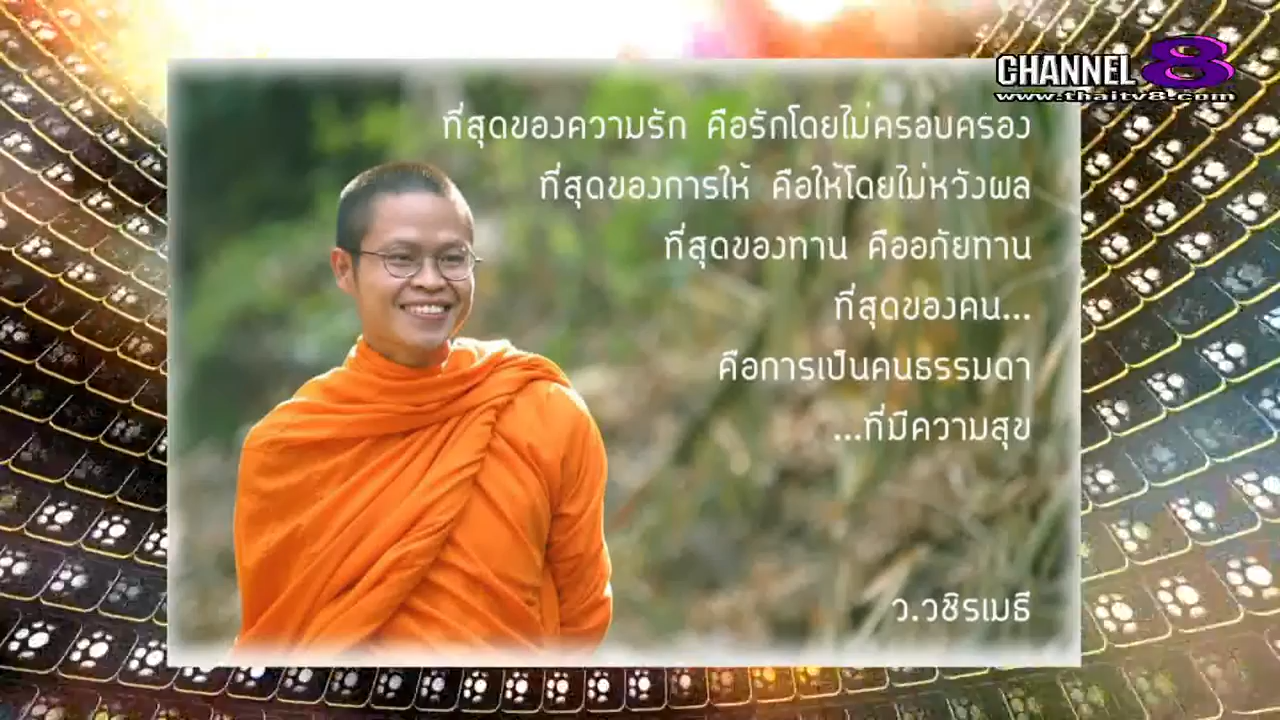 CHANNEL 8
www.thaitv8.com
ที่สุดของความรัก คือรักโดยไม่ครอบครอง
ที่สุดของการให้ คือให้โดยไม่หวังผล
ที่สุดของทาน คืออภัยทาน
ที่สุดของคน...
คือการเป็นคนธรรมดา
...ที่มีความสุข
ว.วชิรเมธี